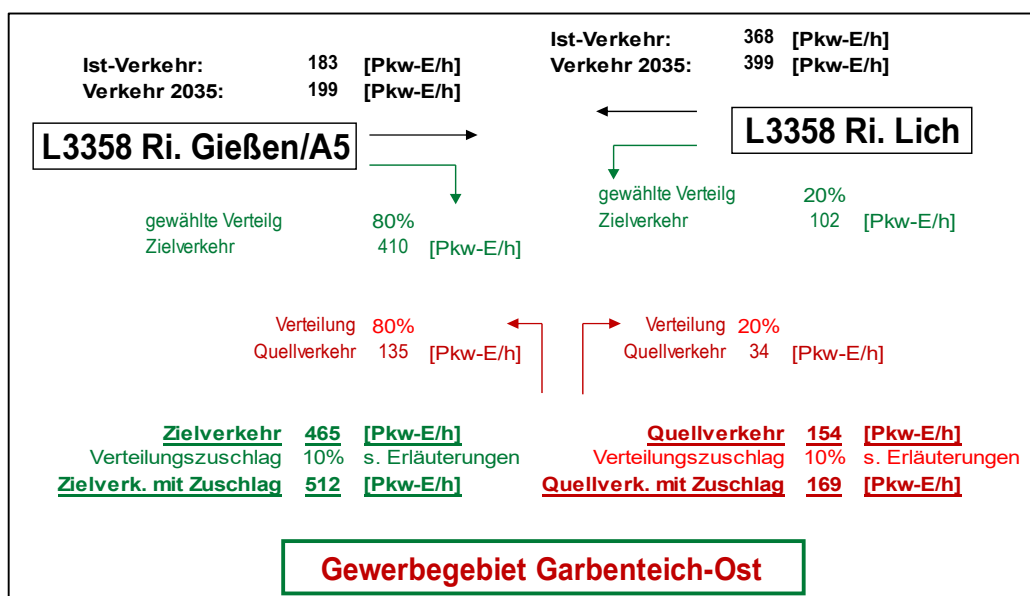 Ist-Verkehr: 183 [Pkw-E/h]
Verkehr 2035: 199 [Pkw-E/h]
Ist-Verkehr: 368 [Pkw-E/h]
Verkehr 2035: 399 [Pkw-E/h]
L3358 Ri. Gießen/A5
L3358 Ri. Lich
gewählte Verteilg 80%
Zielverkehr 410 [Pkw-E/h]
gewählte Verteilg 20%
Zielverkehr 102 [Pkw-E/h]
Verteilung 80%
Quellverkehr 135 [Pkw-E/h]
Verteilung 20%
Quellverkehr 34 [Pkw-E/h]
Zielverkehr 465 [Pkw-E/h]
Verteilungszuschlag 10% s. Erläuterungen
Zielverk. mit Zuschlag 512 [Pkw-E/h]
Quellverkehr 154 [Pkw-E/h]
Verteilungszuschlag 10% s. Erläuterungen
Quellverk. mit Zuschlag 169 [Pkw-E/h]
Gewerbegebiet Garbenteich-Ost